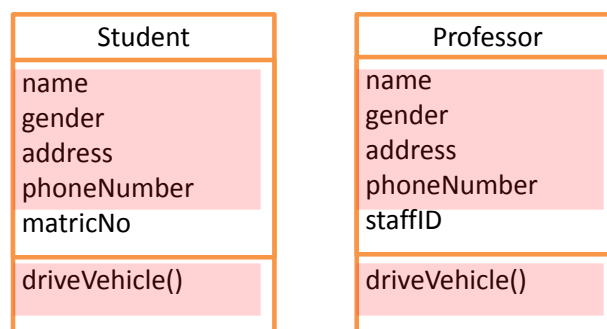 Student
name
gender
address
phoneNumber
matricNo
driveVehicle()
Professor
name
gender
address
phoneNumber
staffID
driveVehicle()